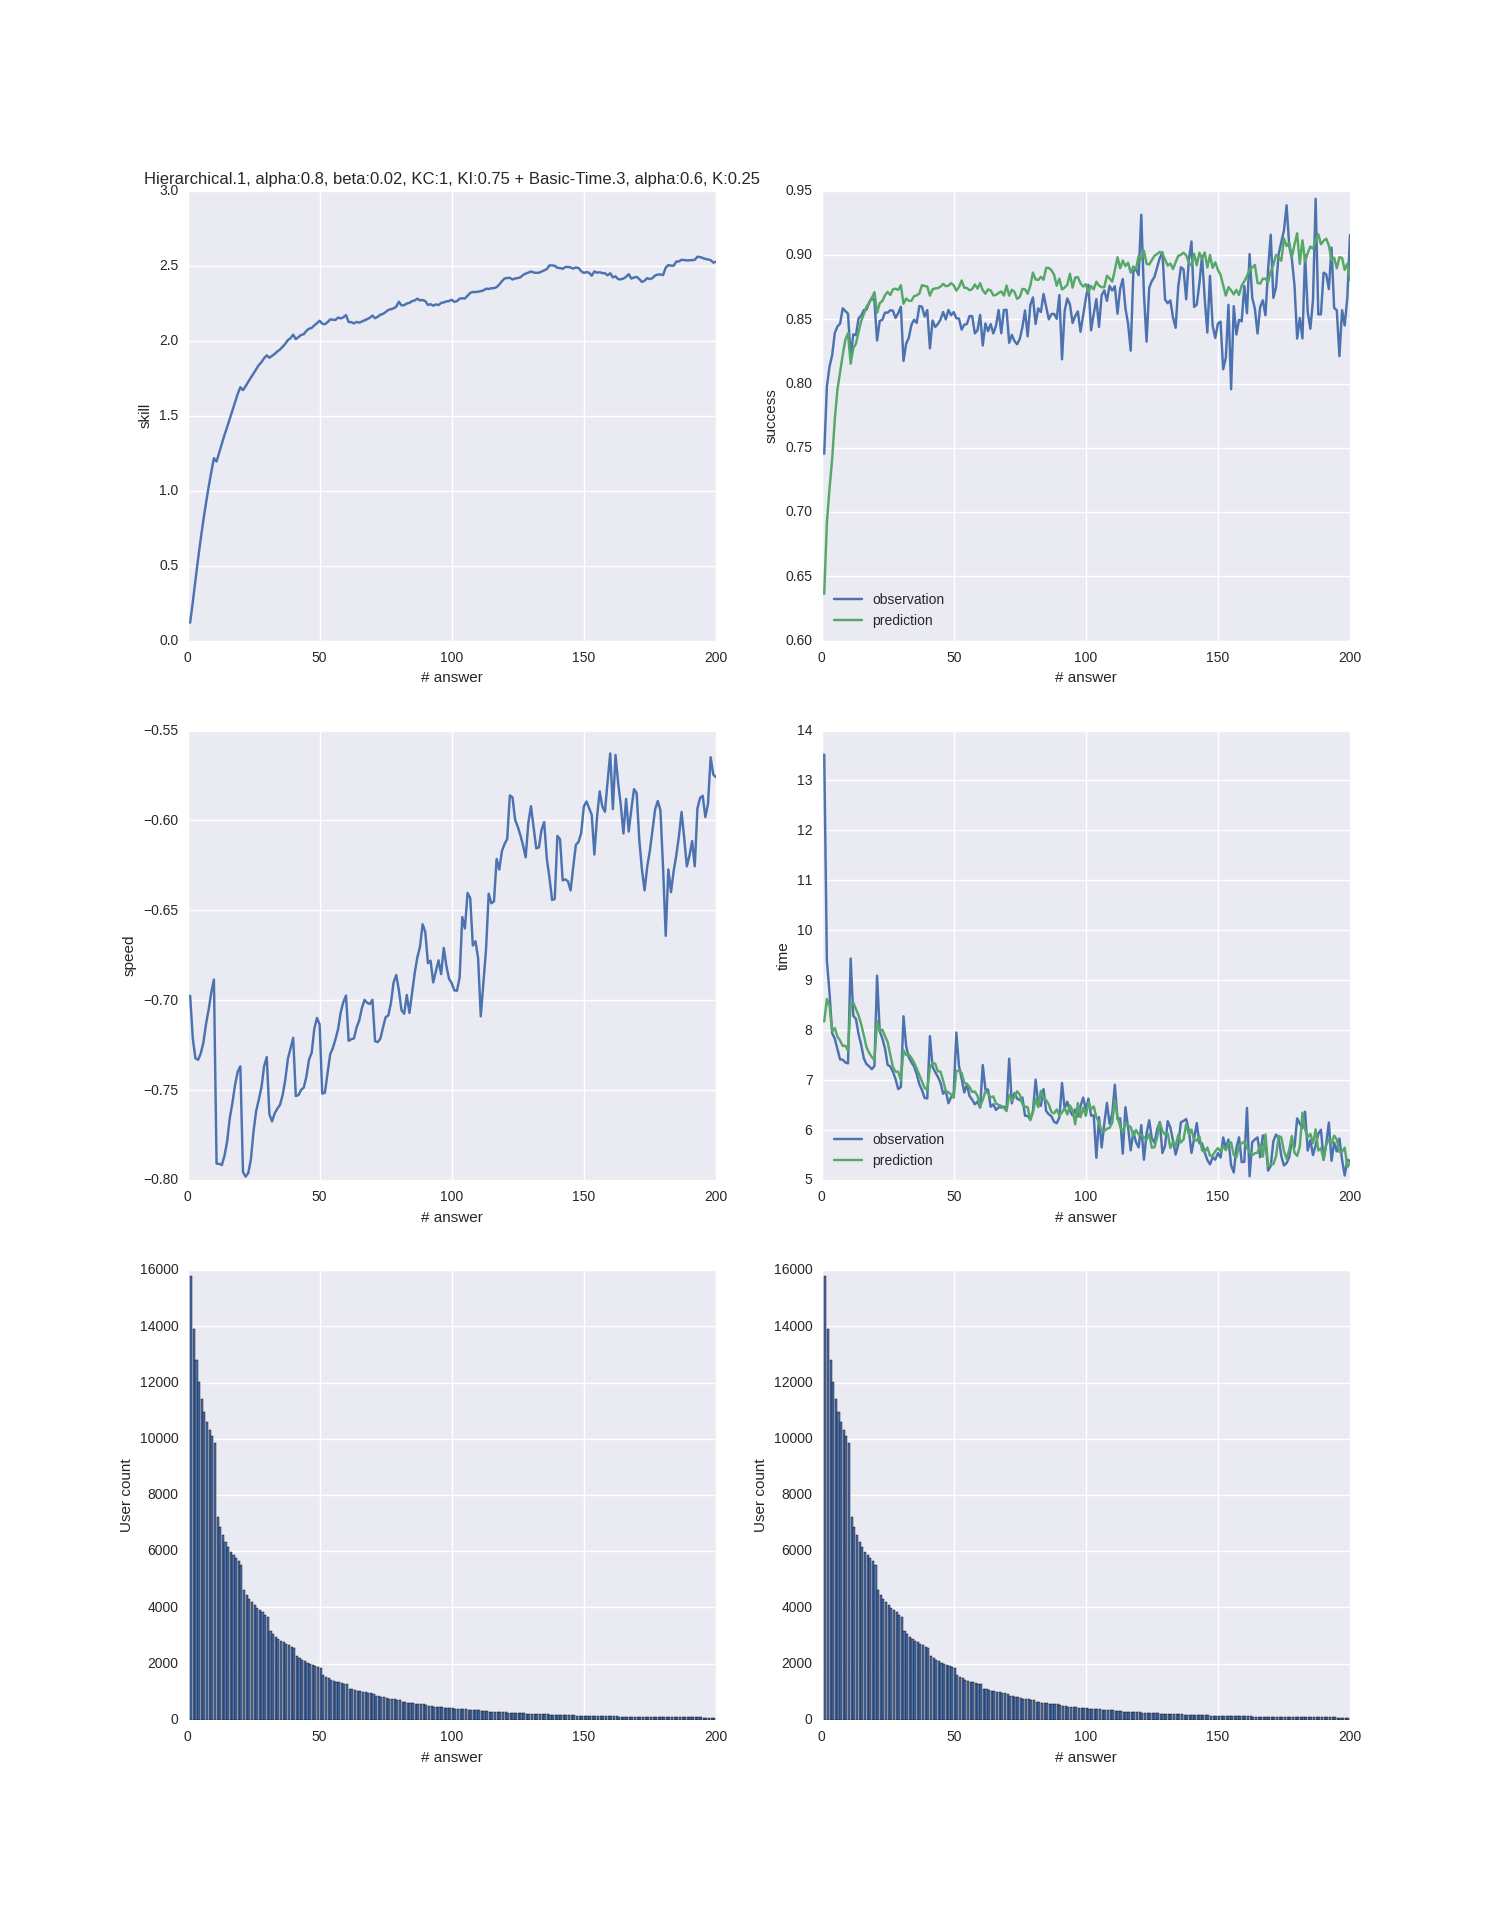 Hierarchical.1, alpha:0.8, beta:0.02, KC:1, KI:0.75 + Basic-Time.3, alpha:0.6, K:0.25
3.0
2.5
2.0
1.5
1.0
0.5
0.0
skill
0 50 100 150 200
# answer
0.95
0.90
0.85
0.80
0.75
0.70
0.65
0.60
success
observation
prediction
0 50 100 150 200
# answer
−0.55
−0.60
−0.65
−0.70
−0.75
−0.80
speed
0 50 100 150 200
# answer
14
13
12
11
10
9
8
7
6
5
time
observation
prediction
0 50 100 150 200
# answer
16000
14000
12000
10000
8000
6000
4000
2000
0
User count
0 50 100 150 200
# answer
16000
14000
12000
10000
8000
6000
4000
2000
0
User count
0 50 100 150 200
# answer